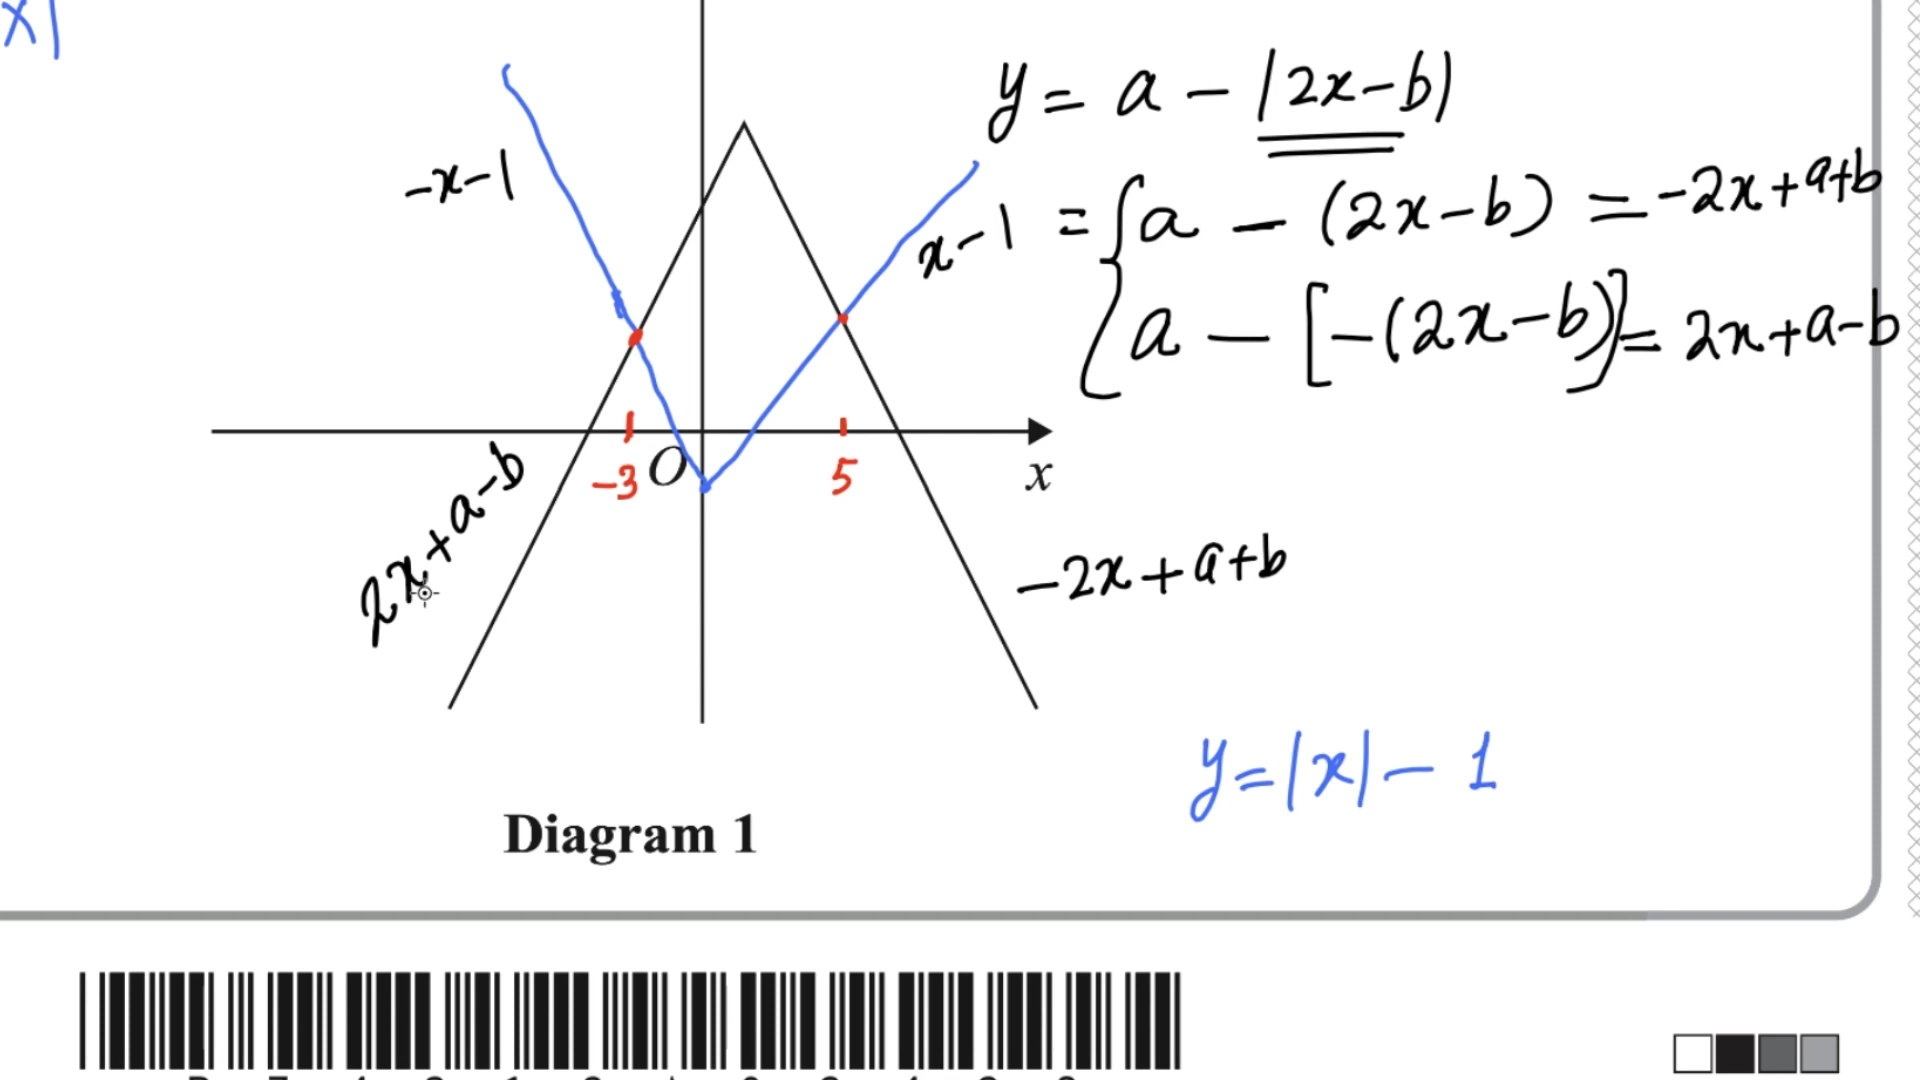 x|
y = a - |2x-b|
-x-1
x-1
= { a - (2x-b) = -2x+a+b
a - [-(2x-b)] = 2x+a-b
O
-3
5
x
2x+a-b
-2x+a+b
y=|x|-1
Diagram 1